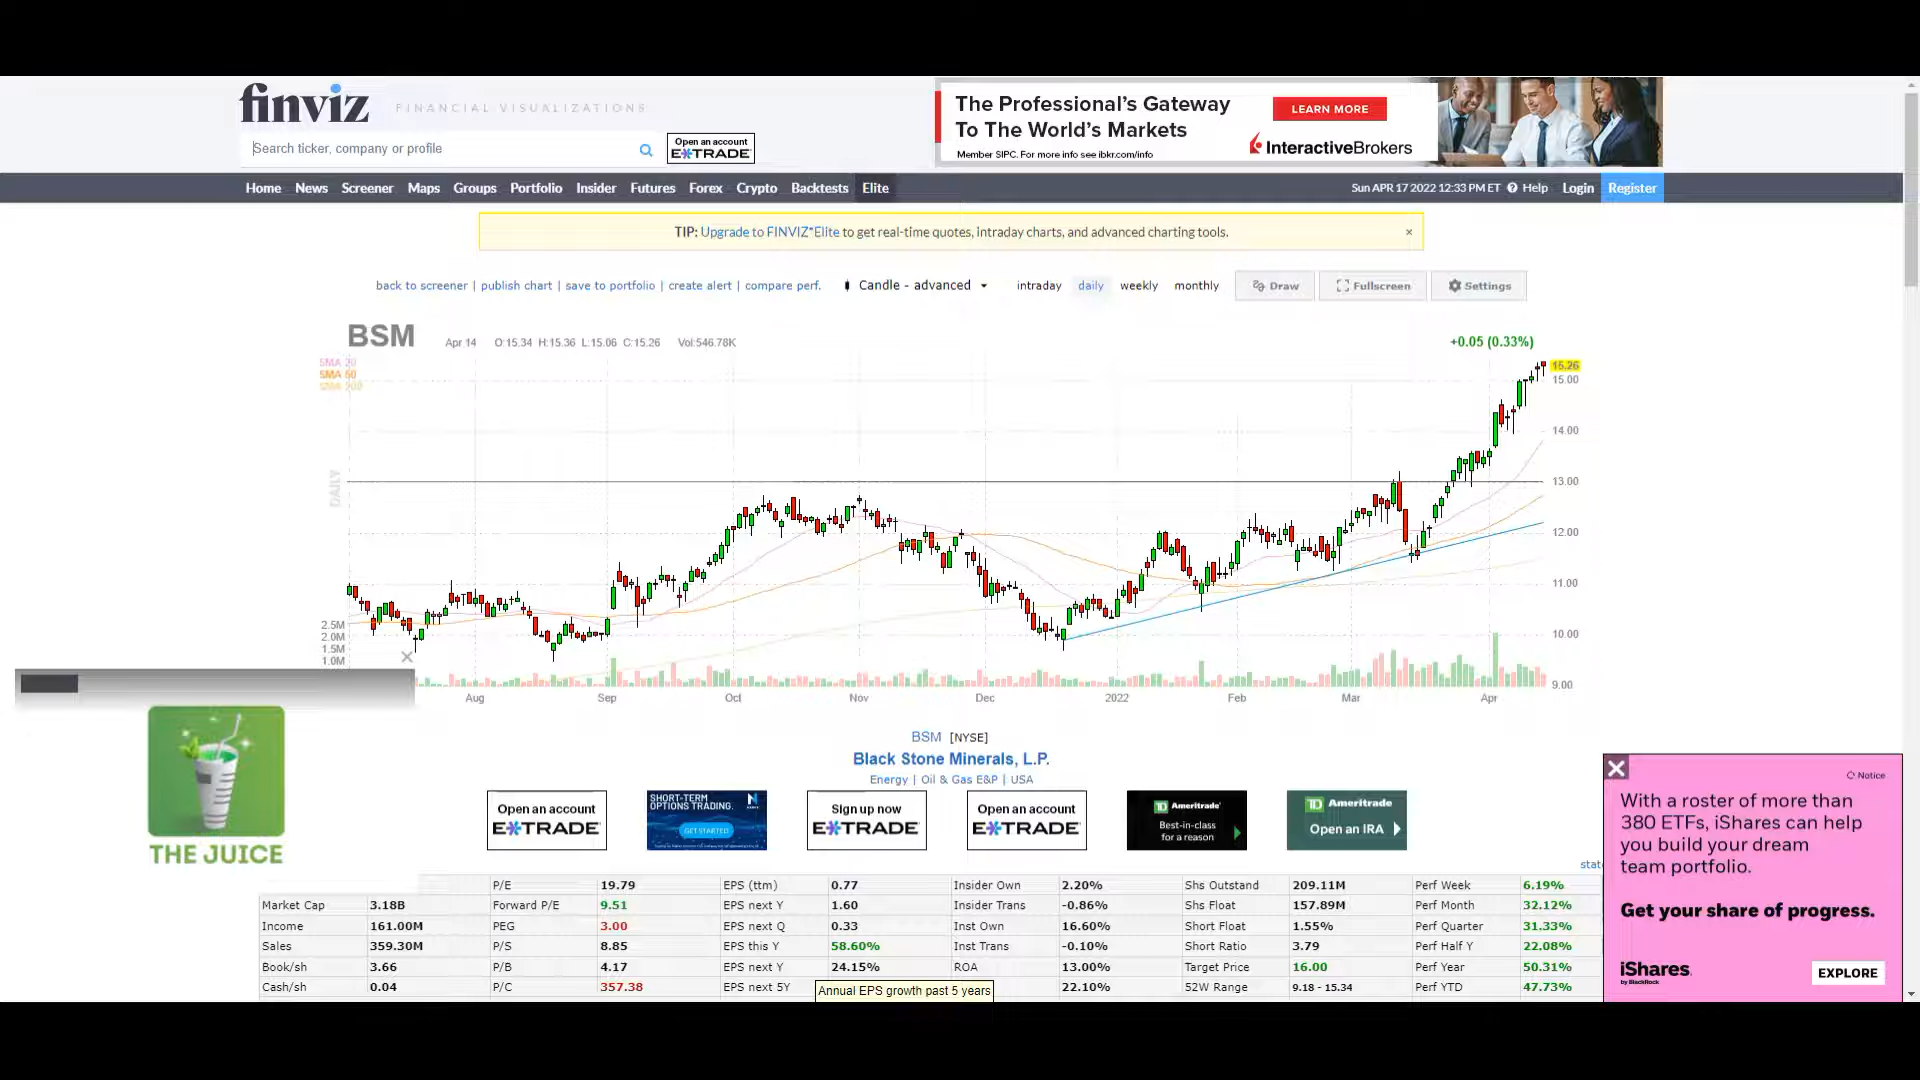 finviz FINANCIAL VISUALIZATIONS
The Professional's Gateway
To The World's Markets
LEARN MORE
Member SIPC. For more info see ibkr.com/info
InteractiveBrokers
Search ticker, company or profile
Open an account
E*TRADE
Home News Screener Maps Groups Portfolio Insider Futures Forex Crypto Backtests Elite Sun APR 17 2022 12:33 PM ET Help Login Register
TIP: Upgrade to FINVIZ*Elite to get real-time quotes, intraday charts, and advanced charting tools. ×
back to screener | publish chart | save to portfolio | create alert | compare perf. Candle - advanced intraday daily weekly monthly Draw Fullscreen Settings
BSM Apr 14 O:15.34 H:15.36 L:15.06 C:15.26 Vol:546.78K +0.05 (0.33%)
SMA 20
SMA 50
SMA 200
15.26
15.00
14.00
13.00
12.00
11.00
10.00
9.00
DAILY
2.5M
2.0M
1.5M
1.0M
Aug Sep Oct Nov Dec 2022 Feb Mar Apr
BSM [NYSE]
Black Stone Minerals, L.P.
Energy | Oil & Gas E&P | USA
Open an account
E*TRADE
SHORT-TERM
OPTIONS TRADING.
GET STARTED
Sign up now
E*TRADE
Open an account
E*TRADE
TD Ameritrade
Best-in-class
for a reason
TD Ameritrade
Open an IRA
THE JUICE
P/E 19.79 EPS (ttm) 0.77 Insider Own 2.20% Shs Outstand 209.11M Perf Week 6.19%
Market Cap 3.18B Forward P/E 9.51 EPS next Y 1.60 Insider Trans -0.86% Shs Float 157.89M Perf Month 32.12%
Income 161.00M PEG 3.00 EPS next Q 0.33 Inst Own 16.60% Short Float 1.55% Perf Quarter 31.33%
Sales 359.30M P/S 8.85 EPS this Y 58.60% Inst Trans -0.10% Short Ratio 3.79 Perf Half Y 22.08%
Book/sh 3.66 P/B 4.17 EPS next Y 24.15% ROA 13.00% Target Price 16.00 Perf Year 50.31%
Cash/sh 0.04 P/C 357.38 EPS next 5Y 22.10% 52W Range 9.18 - 15.34 Perf YTD 47.73%
Annual EPS growth past 5 years
state
Notice
With a roster of more than
380 ETFs, iShares can help
you build your dream
team portfolio.
Get your share of progress.
iShares
by BlackRock
EXPLORE